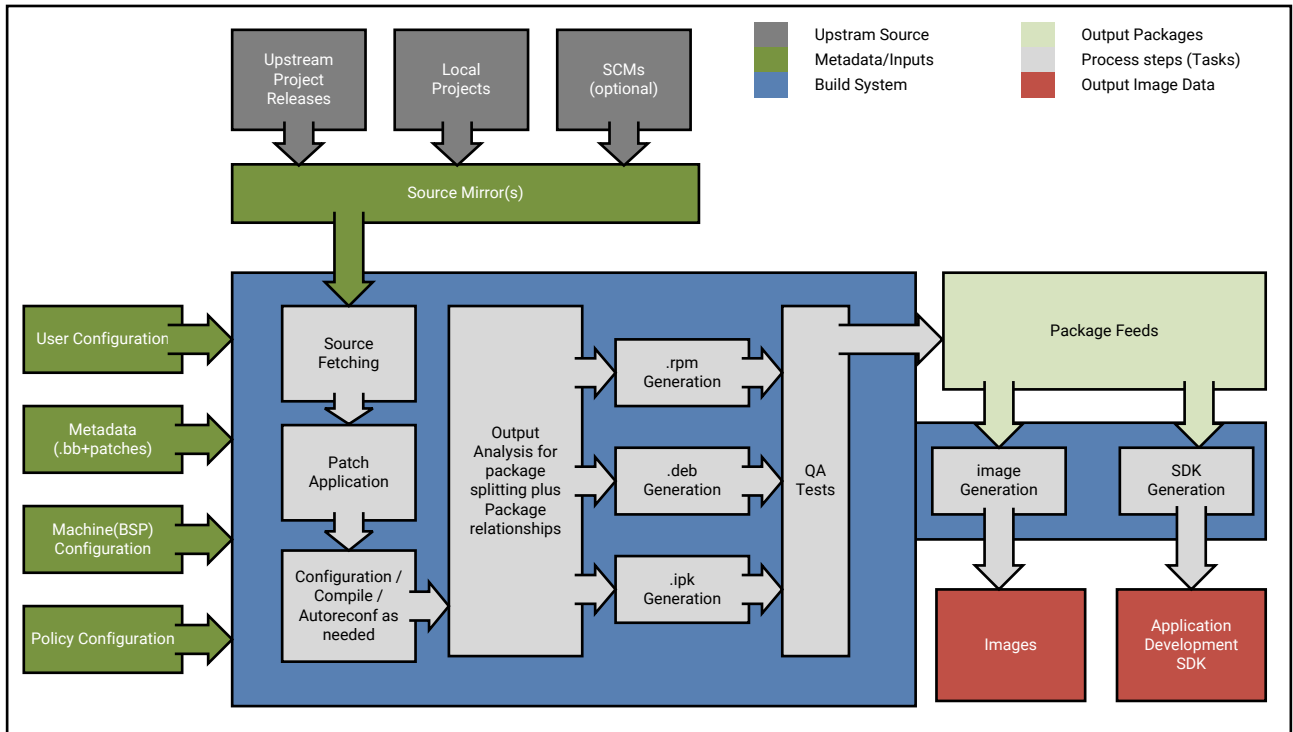 Upstream
Project
Releases
Local
Projects
SCMs
(optional)
Upstram Source
Metadata/Inputs
Build System
Output Packages
Process steps (Tasks)
Output Image Data
Source Mirror(s)
User Configuration
Metadata
(.bb+patches)
Machine(BSP)
Configuration
Policy Configuration
Source
Fetching
Patch
Application
Configuration /
Compile /
Autoreconf as
needed
Output
Analysis for
package
splitting plus
Package
relationships
.rpm
Generation
.deb
Generation
.ipk
Generation
QA
Tests
Package Feeds
image
Generation
SDK
Generation
Images
Application
Development
SDK